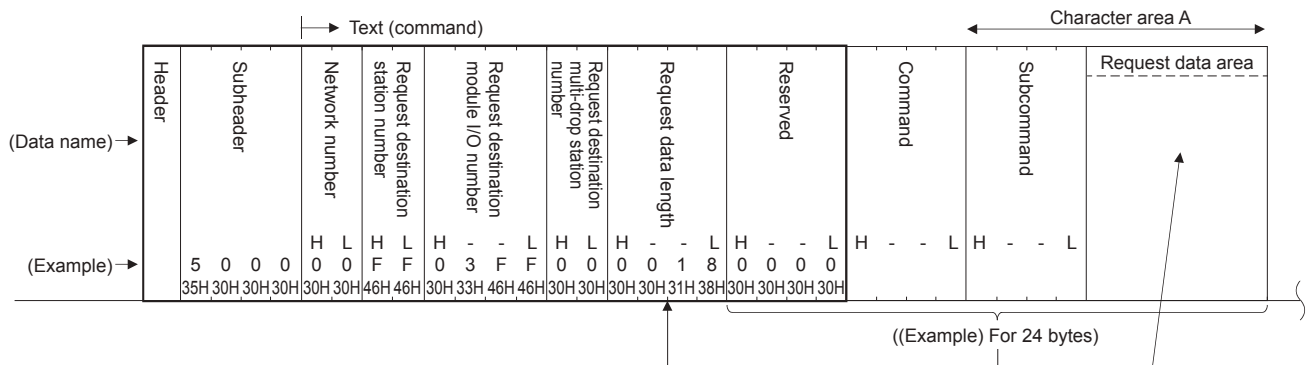 Text (command)
Character area A
Header
Subheader
Network number
Request destination
station number
Request destination
module I/O number
Request destination
multi-drop station
number
Request data length
Reserved
Command
Subcommand
Request data area
(Data name)
H L H L H - - L H L H - - L H - - L H - - L H - - L
(Example) 5 0 0 0 0 0 F F 0 3 F F 0 0 0 0 1 8 0 0 0 0
35H 30H 30H 30H 30H 30H 46H 46H 30H 33H 46H 46H 30H 30H 30H 30H 31H 38H 30H 30H 30H 30H
((Example) For 24 bytes)